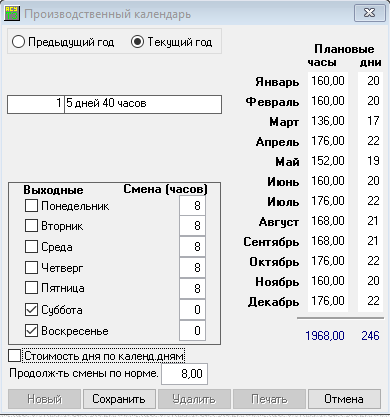 АСУ Производственный календарь
Предыдущий год Текущий год
Плановые
часы дни
1 5 дней 40 часов
Январь 160,00 20
Февраль 160,00 20
Март 136,00 17
Апрель 176,00 22
Май 152,00 19
Июнь 160,00 20
Июль 176,00 22
Август 168,00 21
Сентябрь 168,00 21
Октябрь 176,00 22
Ноябрь 160,00 20
Декабрь 176,00 22
1968,00 246
Выходные Смена (часов)
Понедельник 8
Вторник 8
Среда 8
Четверг 8
Пятница 8
Суббота 0
Воскресенье 0
Стоимость дня по календ.дням
Продолж-ть смены по норме. 8,00
Новый Сохранить Удалить Печать Отмена